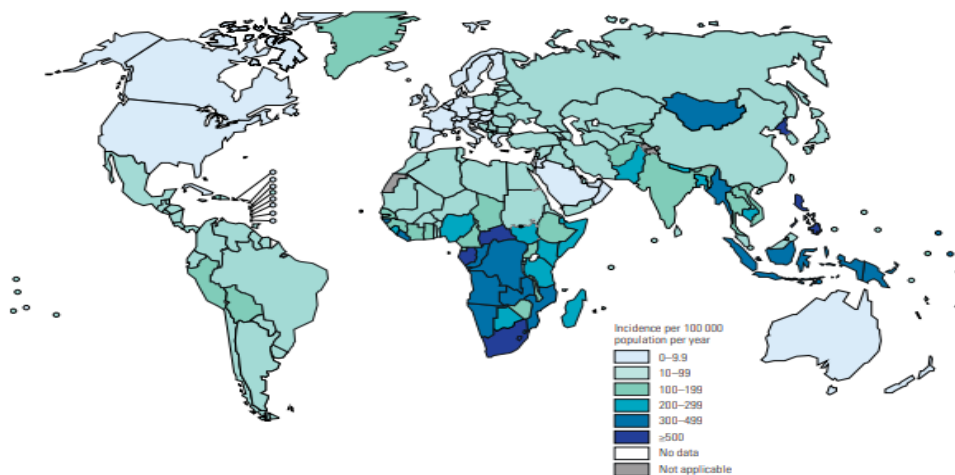 Incidence per 100 000
population per year
0–9.9
10–99
100–199
200–299
300–499
≥500
No data
Not applicable